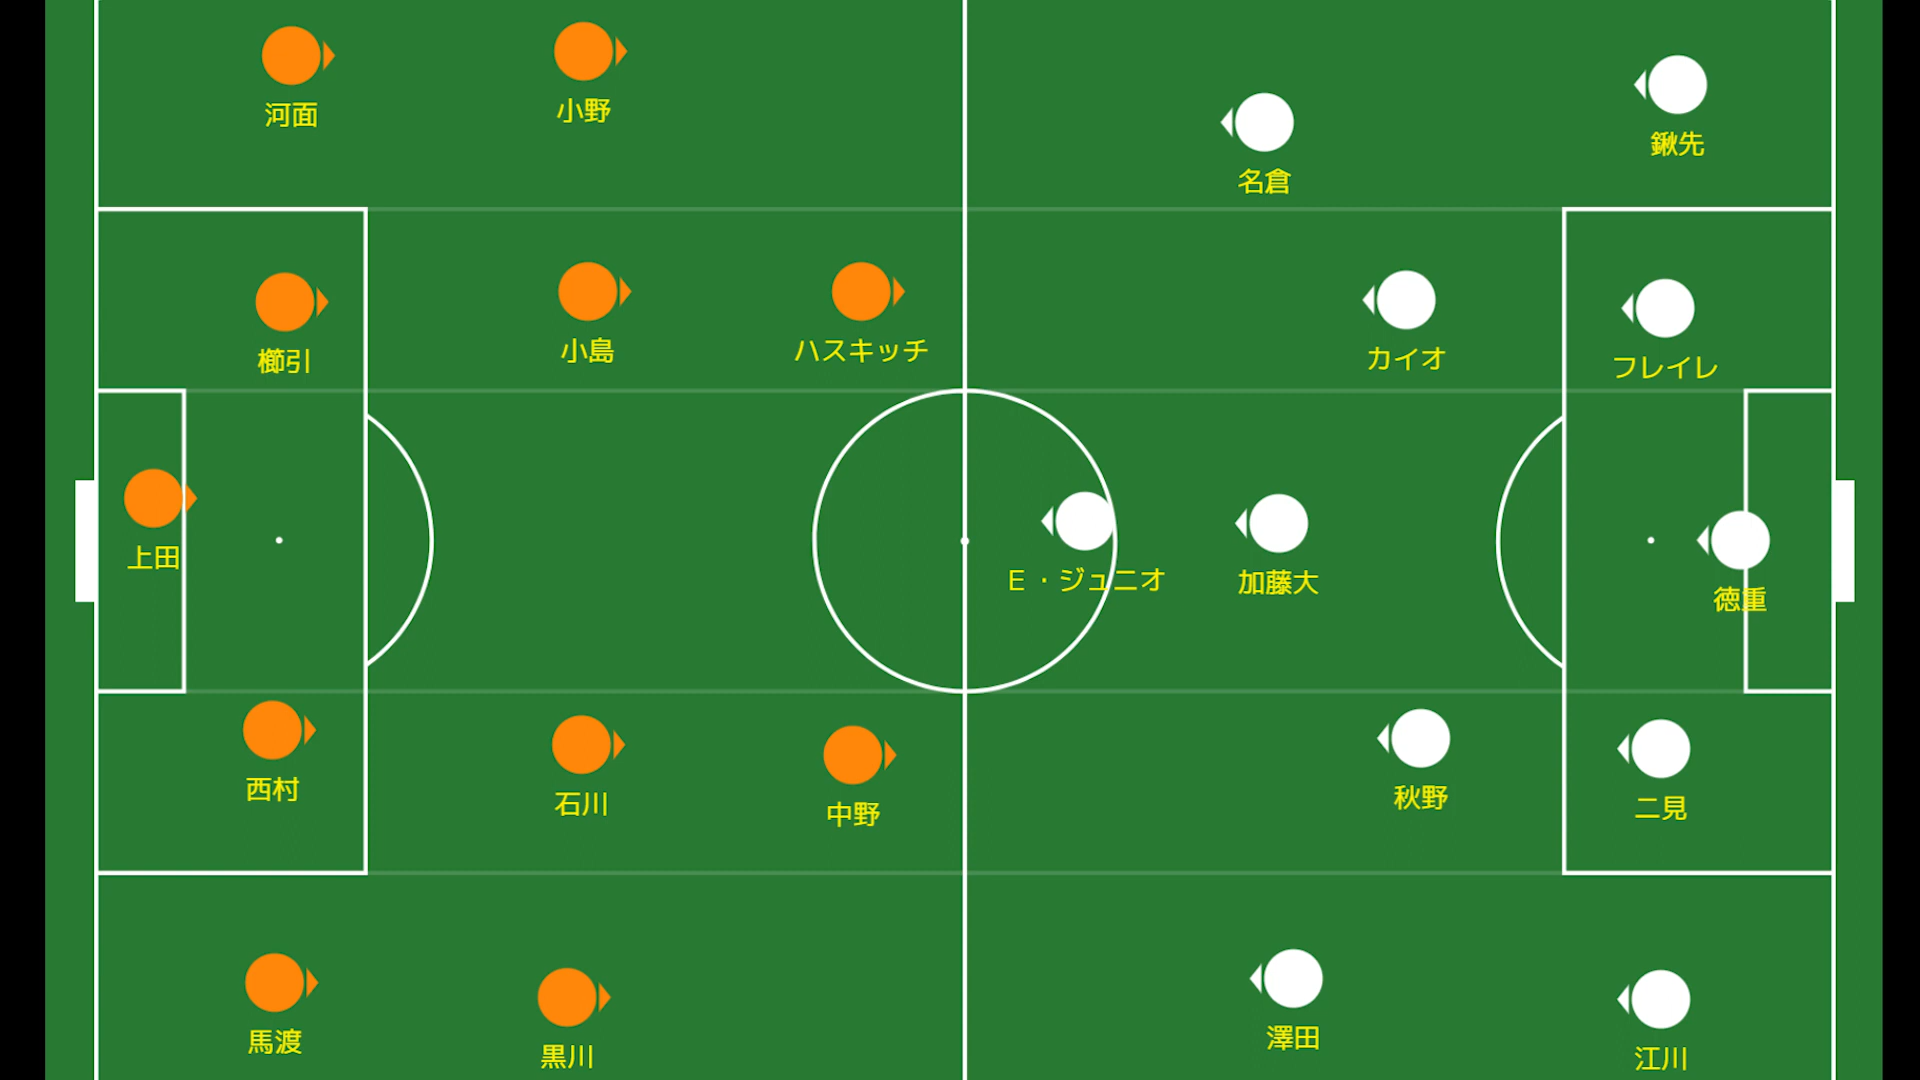 河面
小野
名倉
鍬先
櫛引
小島
ハスキッチ
カイオ
フレイレ
上田
E・ジュニオ
加藤大
徳重
西村
石川
中野
秋野
二見
馬渡
黒川
澤田
江川